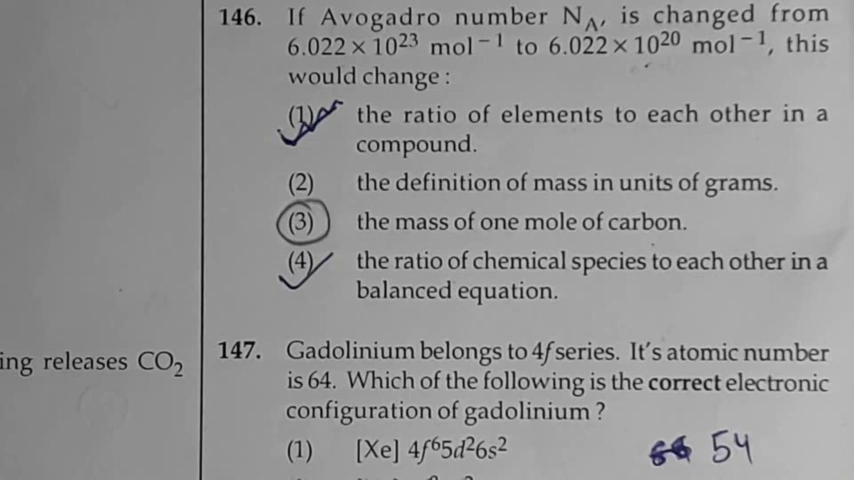 146. If Avogadro number N_A, is changed from
6.022 × 10²³ mol⁻¹ to 6.022 × 10²⁰ mol⁻¹, this
would change :
(1) the ratio of elements to each other in a
compound.
(2) the definition of mass in units of grams.
(3) the mass of one mole of carbon.
(4) the ratio of chemical species to each other in a
balanced equation.
ing releases CO₂
147. Gadolinium belongs to 4f series. It's atomic number
is 64. Which of the following is the correct electronic
configuration of gadolinium ?
(1) [Xe] 4f⁶5d²6s²
54